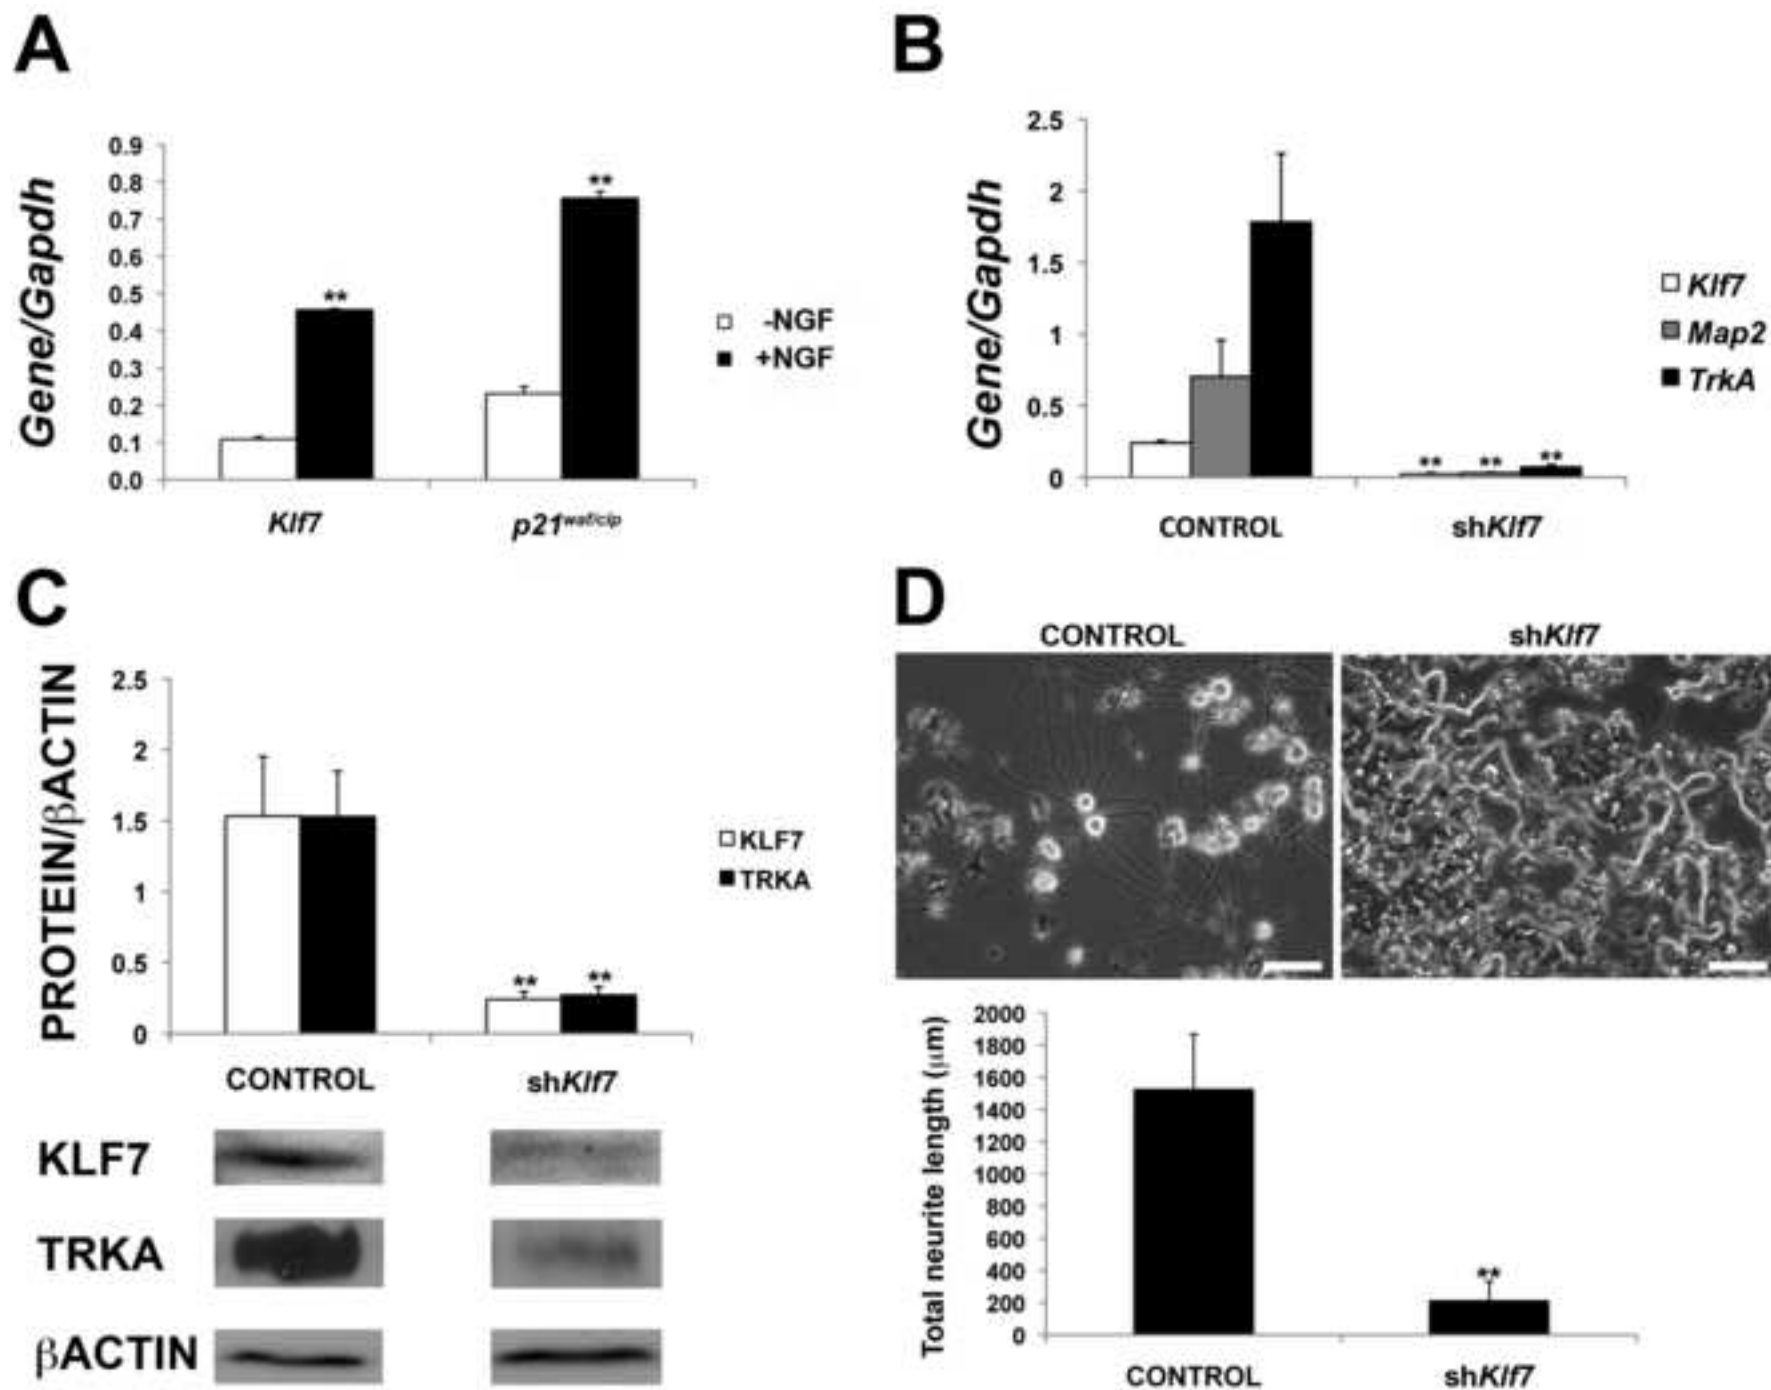 A
Gene/Gapdh
0.9
0.8
0.7
0.6
0.5
0.4
0.3
0.2
0.1
0.0
**
**
-NGF
+NGF
Klf7
p21waf/cip
B
Gene/Gapdh
2.5
2
1.5
1
0.5
0
** ** **
Klf7
Map2
TrkA
CONTROL
shKlf7
C
PROTEIN/βACTIN
2.5
2
1.5
1
0.5
0
** **
KLF7
TRKA
CONTROL
shKlf7
KLF7
TRKA
βACTIN
D
CONTROL
shKlf7
Total neurite length (μm)
2000
1800
1600
1400
1200
1000
800
600
400
200
0
**
CONTROL
shKlf7